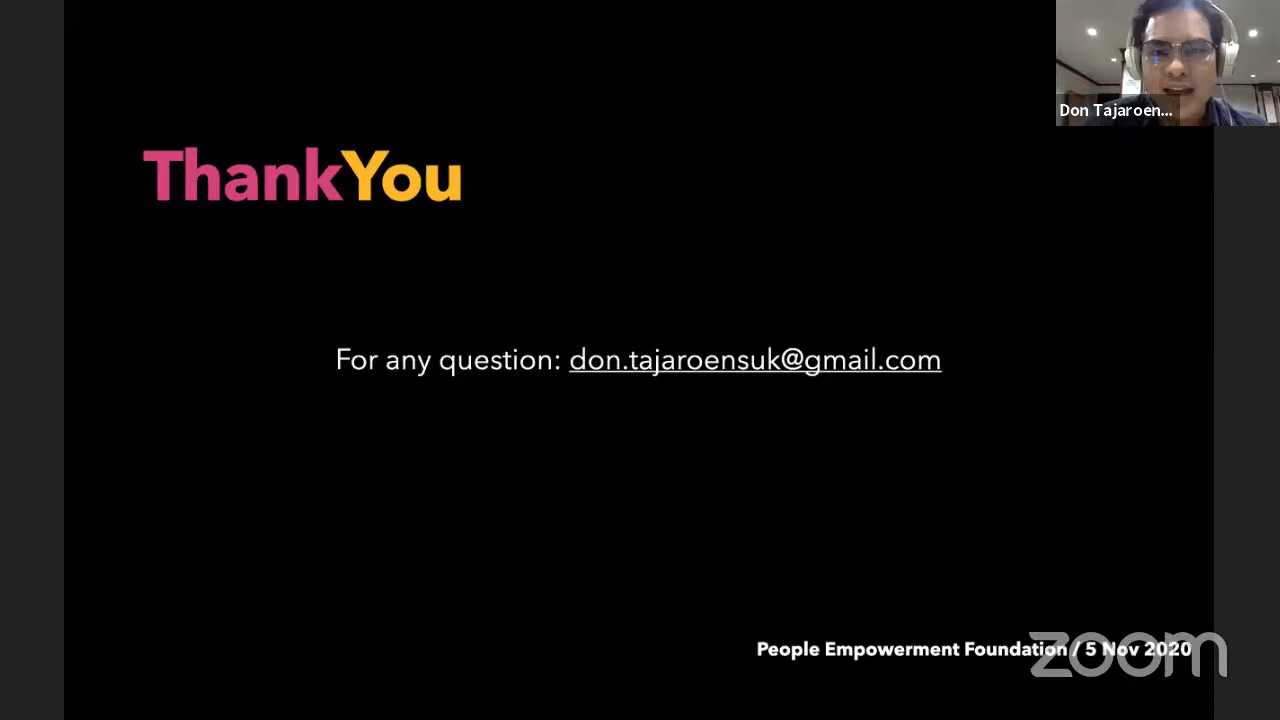 Don Tajaroen...
ThankYou
For any question: don.tajaroensuk@gmail.com
People Empowerment Foundation / 5 Nov 2020
zoom